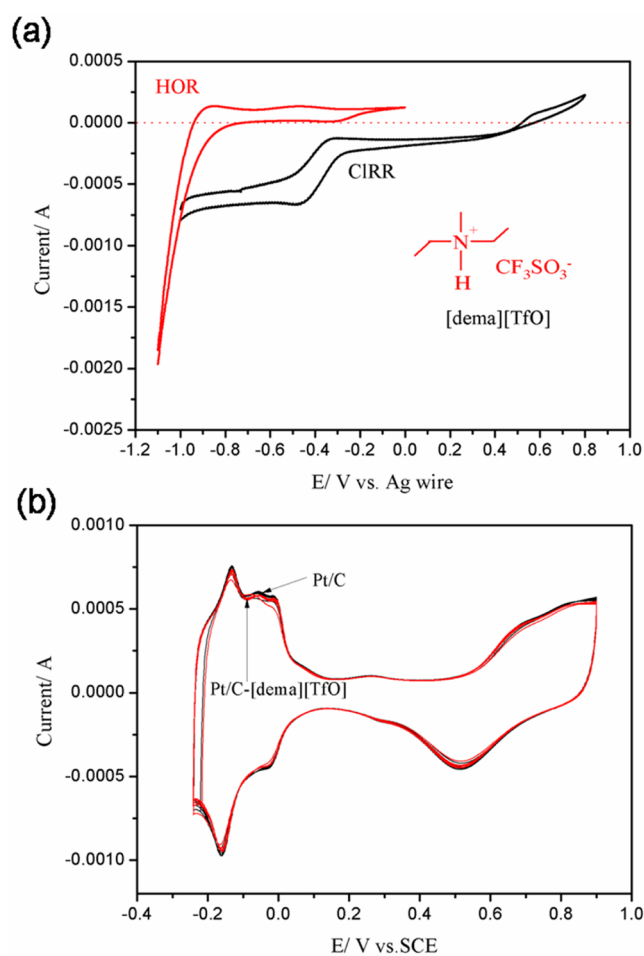 (a)
0.0005
0.0000
-0.0005
-0.0010
-0.0015
-0.0020
-0.0025
Current/ A
HOR
ClRR
N
+
H
CF3SO3-
[dema][TfO]
-1.2 -1.0 -0.8 -0.6 -0.4 -0.2 0.0 0.2 0.4 0.6 0.8 1.0
E/ V vs. Ag wire
(b)
0.0010
0.0005
0.0000
-0.0005
-0.0010
Current/ A
Pt/C
Pt/C-[dema][TfO]
-0.4 -0.2 0.0 0.2 0.4 0.6 0.8 1.0
E/ V vs.SCE